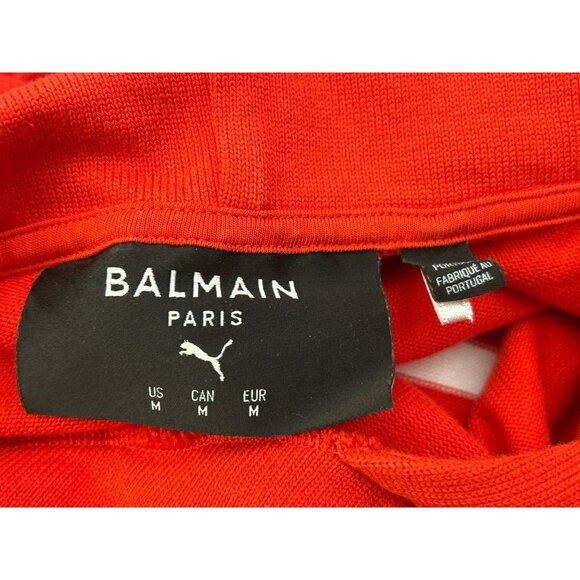 BALMAIN
PARIS
US CAN EUR
M M M
FABRIQUÉ AU
PORTUGAL